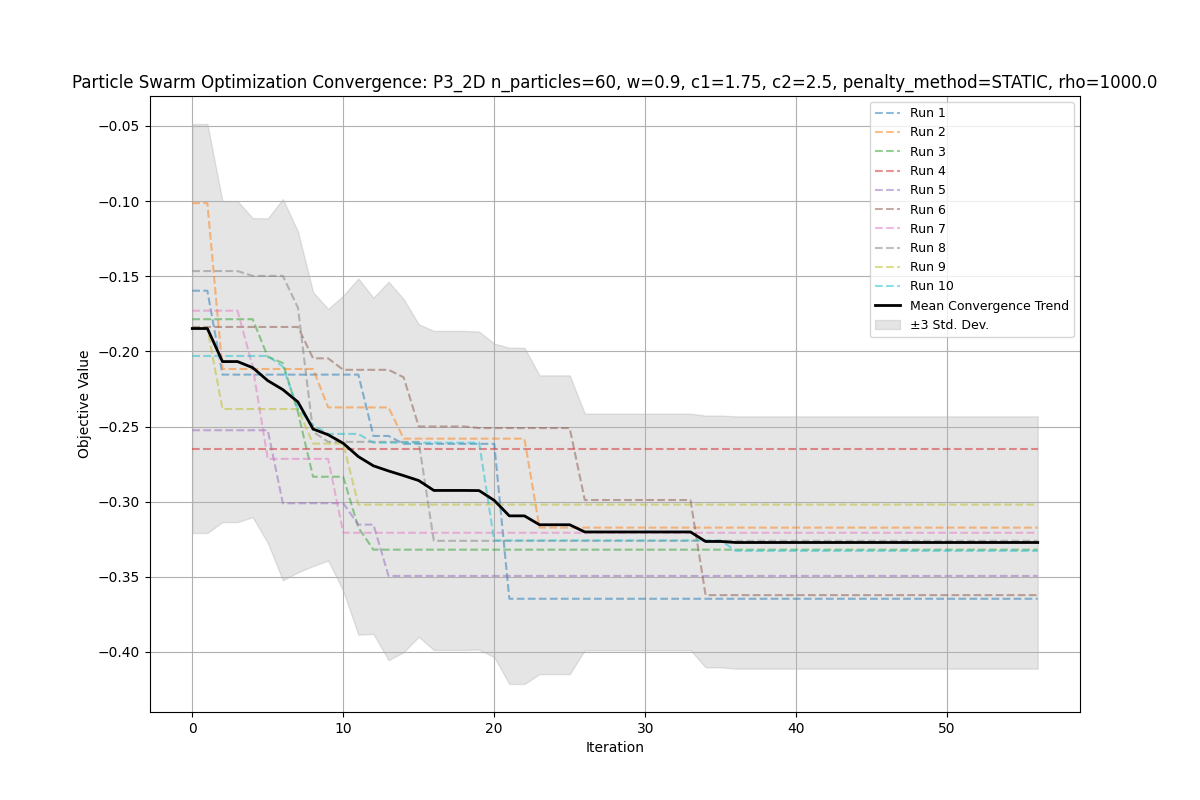 Particle Swarm Optimization Convergence: P3_2D n_particles=60, w=0.9, c1=1.75, c2=2.5, penalty_method=STATIC, rho=1000.0
Run 1
Run 2
Run 3
Run 4
Run 5
Run 6
Run 7
Run 8
Run 9
Run 10
Mean Convergence Trend
±3 Std. Dev.
Objective Value
−0.05
−0.10
−0.15
−0.20
−0.25
−0.30
−0.35
−0.40
0 10 20 30 40 50
Iteration